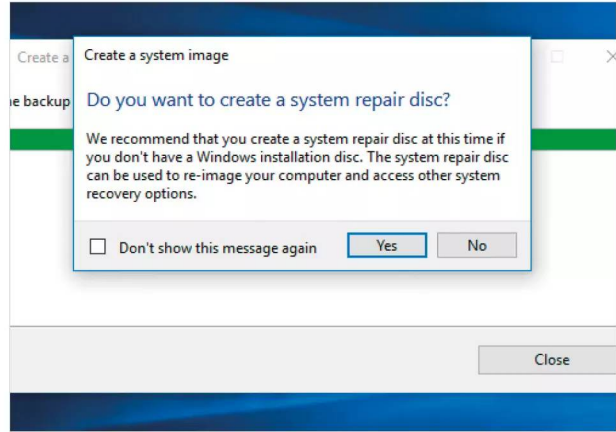 Create a
Create a system image
e backup
Do you want to create a system repair disc?
We recommend that you create a system repair disc at this time if
you don't have a Windows installation disc. The system repair disc
can be used to re-image your computer and access other system
recovery options.
Don't show this message again
Yes
No
Close